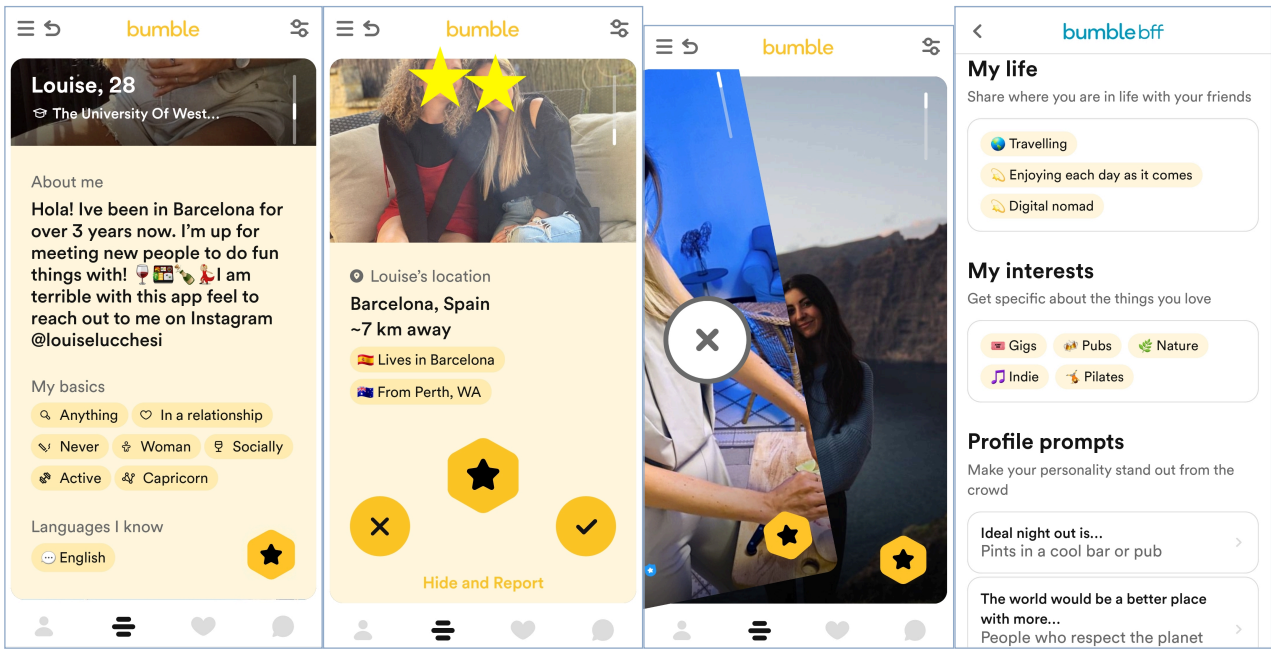 bumble
Louise, 28
The University Of West...
About me
Hola! Ive been in Barcelona for
over 3 years now. I'm up for
meeting new people to do fun
things with! 🍷🍱🍾💃I am
terrible with this app feel to
reach out to me on Instagram
@louiselucchesi
My basics
Anything
In a relationship
Never
Woman
Socially
Active
Capricorn
Languages I know
English
bumble
Louise's location
Barcelona, Spain
~7 km away
Lives in Barcelona
From Perth, WA
Hide and Report
bumble
bumble bff
My life
Share where you are in life with your friends
Travelling
Enjoying each day as it comes
Digital nomad
My interests
Get specific about the things you love
Gigs
Pubs
Nature
Indie
Pilates
Profile prompts
Make your personality stand out from the
crowd
Ideal night out is...
Pints in a cool bar or pub
The world would be a better place
with more...
People who respect the planet